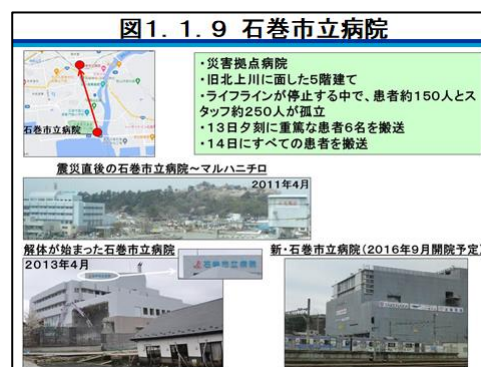 図1.1.9 石巻市立病院
石巻市立病院
・災害拠点病院
・旧北上川に面した5階建て
・ライフラインが停止する中で、患者約150人とス
タッフ約250人が孤立
・13日夕刻に重篤な患者6名を搬送
・14日にすべての患者を搬送
震災直後の石巻市立病院~マルハニチロ
2011年4月
解体が始まった石巻市立病院
2013年4月
石巻市立病院
新・石巻市立病院(2016年9月開院予定)